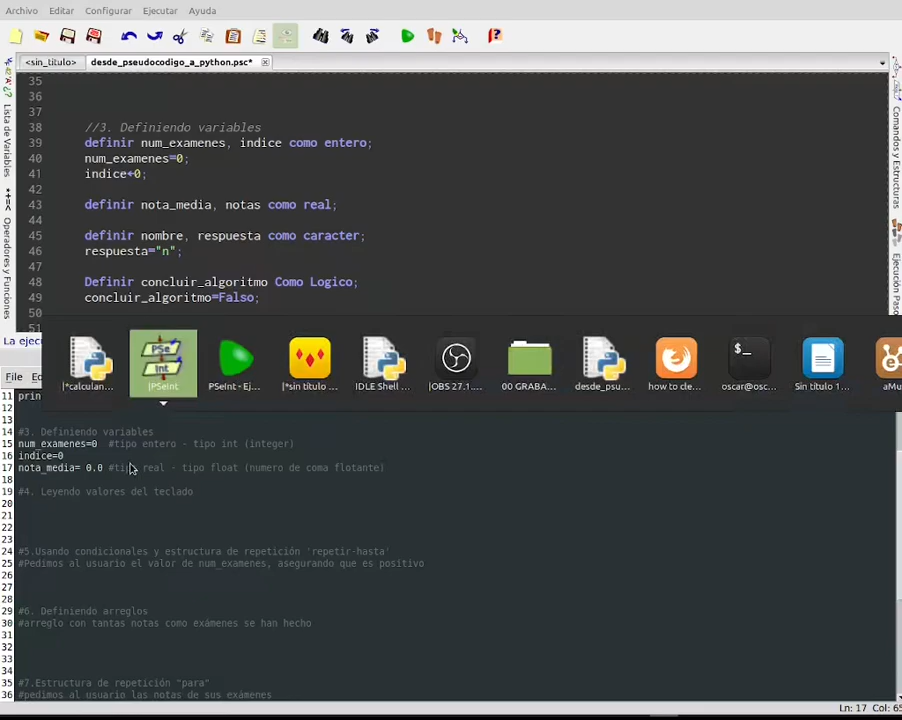 Archivo Editar Configurar Ejecutar Ayuda
<sin_titulo> desde_pseudocodigo_a_python.psc*
Lista de Variables
Operadores y Funciones
Comandos y Estructuras
35
36
37
38 //3. Definiendo variables
39 definir num_examenes, indice como entero;
40 num_examenes=0;
41 indice←0;
42
43 definir nota_media, notas como real;
44
45 definir nombre, respuesta como caracter;
46 respuesta="n";
47
48 Definir concluir_algoritmo Como Logico;
49 concluir_algoritmo=Falso;
50
51
La ejecu
|*calculan... |PSeInt PSeInt - Ej... |*sin título ... IDLE Shell ... |OBS 27.1.... 00 GRABA... desde_psu... how to cle... oscar@osc... Sin título 1... aMu
File
11 prin
12
13
14 #3. Definiendo variables
15 num_examenes=0 #tipo entero - tipo int (integer)
16 indice=0
17 nota_media= 0.0 #tipo real - tipo float (numero de coma flotante)
18
19 #4. Leyendo valores del teclado
20
21
22
23
24 #5.Usando condicionales y estructura de repetición 'repetir-hasta'
25 #Pedimos al usuario el valor de num_examenes, asegurando que es positivo
26
27
28
29 #6. Definiendo arreglos
30 #arreglo con tantas notas como exámenes se han hecho
31
32
33
34
35 #7.Estructura de repetición "para"
36 #pedimos al usuario las notas de sus exámenes
Ln: 17 Col: 65